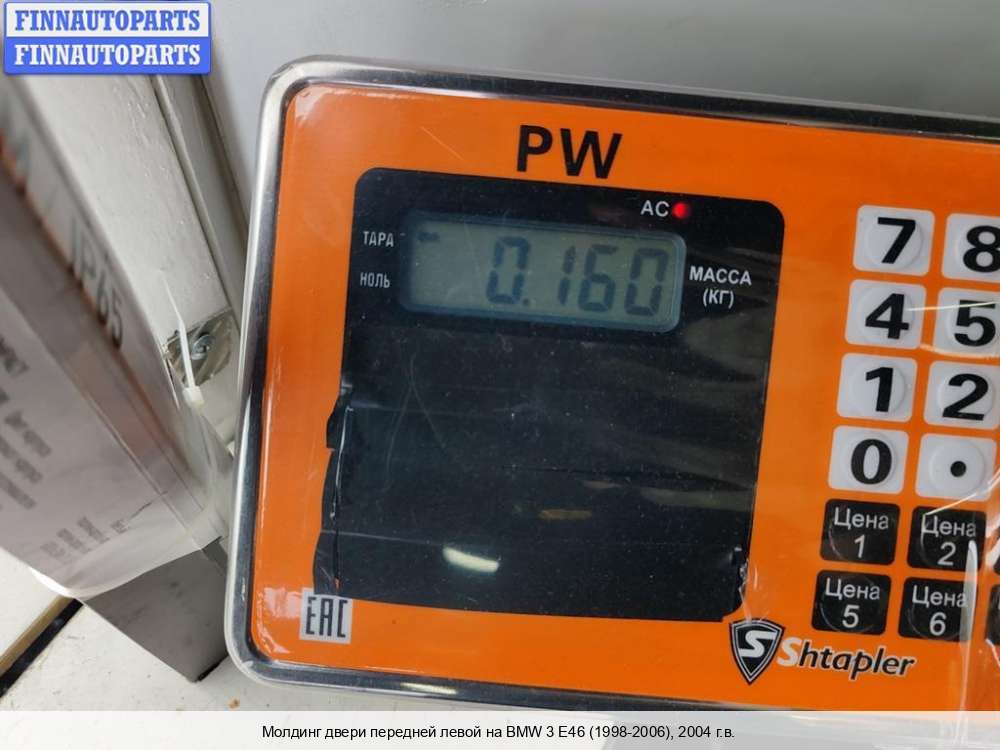 FINNAUTOPARTS
FINNAUTOPARTS
PW
AC
ТАРА
НОЛЬ
0.160
МАССА
(КГ)
7 8
4 5
1 2
0 .
Цена
1
Цена
2
Цена
5
Цена
6
EAC
Shtapler
IP65
Молдинг двери передней левой на BMW 3 E46 (1998-2006), 2004 г.в.